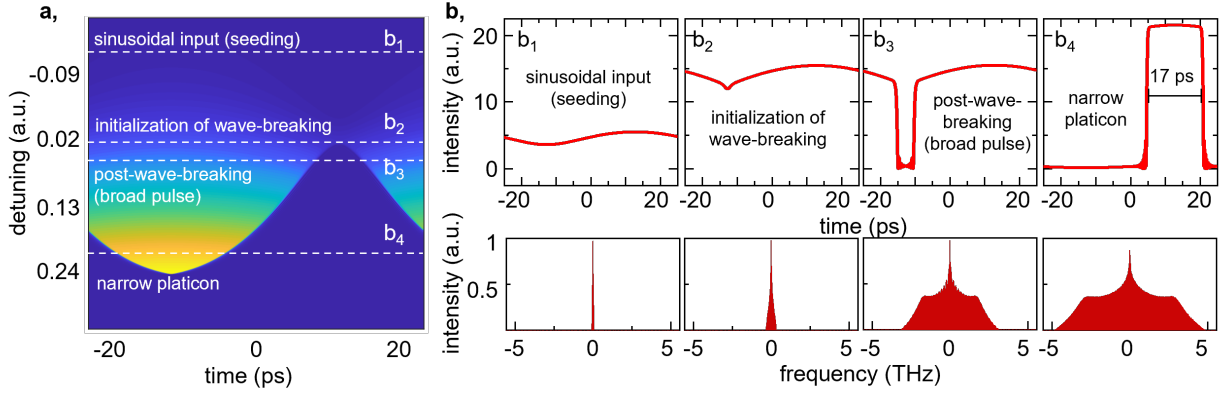 a,
sinusoidal input (seeding)
b1
initialization of wave-breaking
b2
post-wave-breaking
(broad pulse)
b3
b4
narrow platicon
detuning (a.u.)
-0.09
0.02
0.13
0.24
-20
0
20
time (ps)
b,
intensity (a.u.)
20
10
0
b1
sinusoidal input
(seeding)
b2
initialization of
wave-breaking
b3
post-wave-
breaking
(broad pulse)
b4
17 ps
narrow
platicon
-20 0 20
-20 0 20
-20 0 20
-20 0 20
time (ps)
intensity (a.u.)
1
0.5
-5 0 5
-5 0 5
-5 0 5
-5 0 5
frequency (THz)